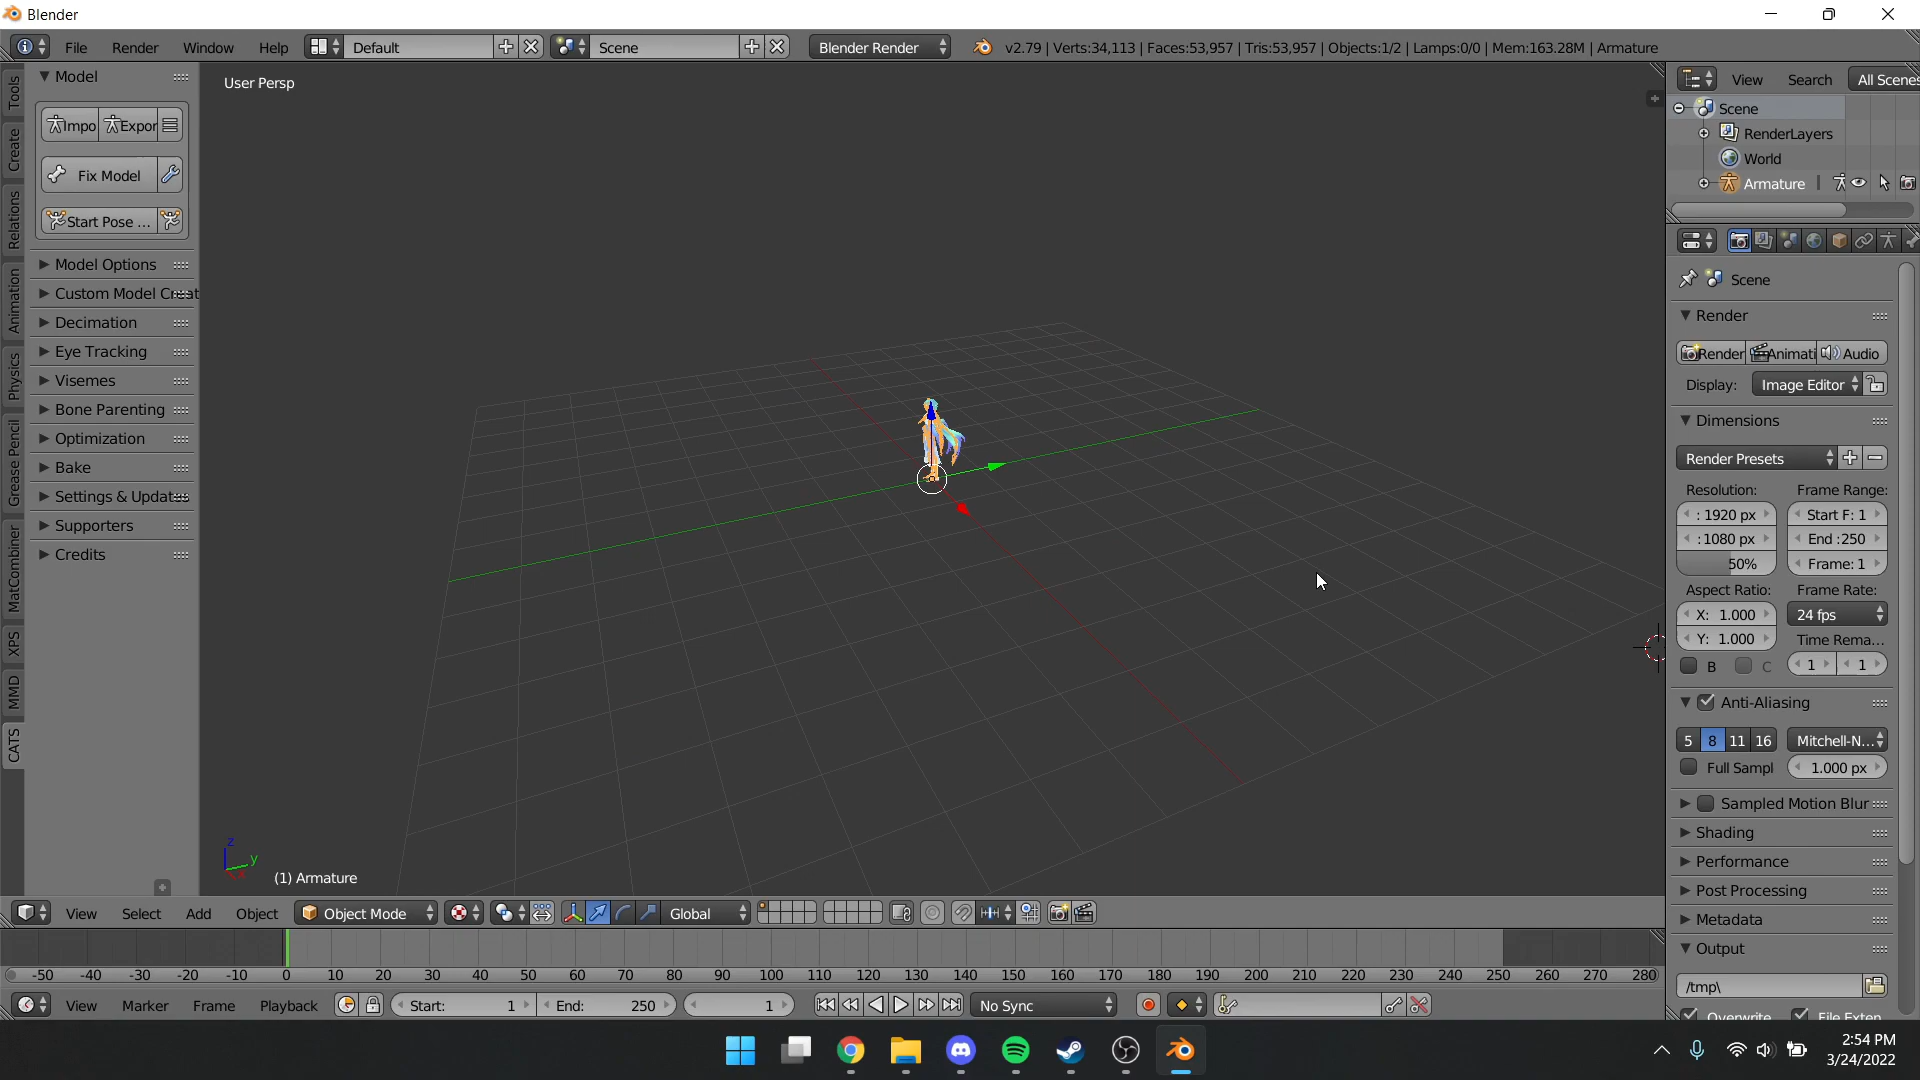 Blender
File Render Window Help Default Scene Blender Render v2.79 | Verts:34,113 | Faces:53,957 | Tris:53,957 | Objects:1/2 | Lamps:0/0 | Mem:163.28M | Armature
Tools
Create
Relations
Animation
Physics
Grease Pencil
MatCombiner
XPS
MMD
CATS
Model
Impo Expor
Fix Model
Start Pose ...
Model Options
Custom Model Creat
Decimation
Eye Tracking
Visemes
Bone Parenting
Optimization
Bake
Settings & Updates
Supporters
Credits
User Persp
z
y
x
(1) Armature
View Search All Scenes
Scene
RenderLayers
World
Armature
Scene
Render
Render Animati Audio
Display: Image Editor
Dimensions
Render Presets
Resolution: Frame Range:
: 1920 px Start F: 1
:1080 px End :250
50% Frame: 1
Aspect Ratio: Frame Rate:
X: 1.000 24 fps
Y: 1.000 Time Rema...
B C 1 1
Anti-Aliasing
5 8 11 16 Mitchell-N...
Full Sampl 1.000 px
Sampled Motion Blur
Shading
Performance
Post Processing
Metadata
Output
/tmp\
Overwrite File Exten
View Select Add Object Object Mode Global
-50 -40 -30 -20 -10 0 10 20 30 40 50 60 70 80 90 100 110 120 130 140 150 160 170 180 190 200 210 220 230 240 250 260 270 280
View Marker Frame Playback Start: 1 End: 250 1 No Sync
2:54 PM
3/24/2022